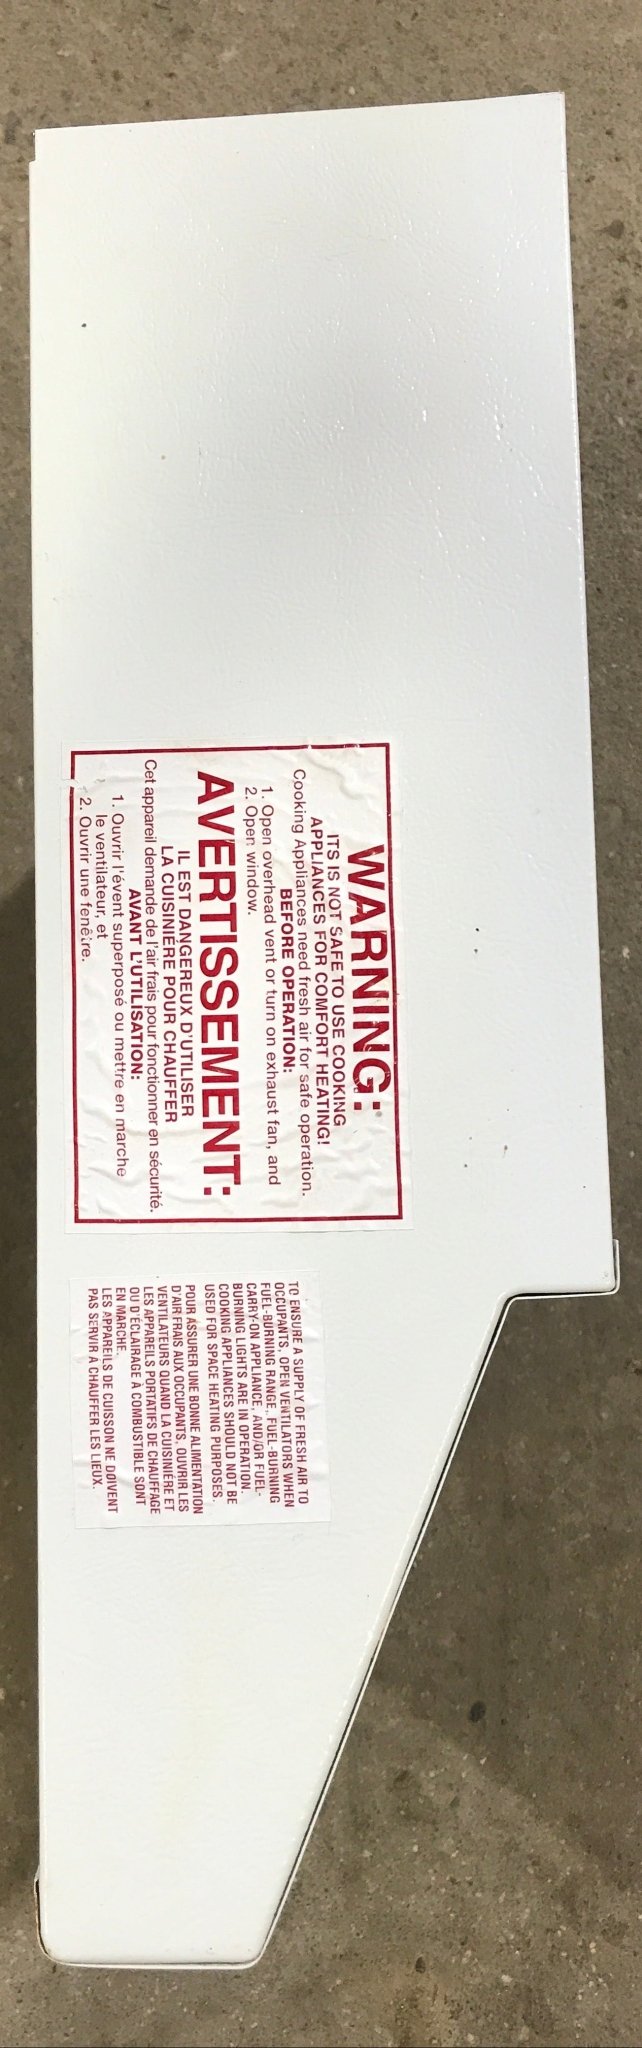 WARNING:
ITS IS NOT SAFE TO USE COOKING
APPLIANCES FOR COMFORT HEATING!
Cooking Appliances need fresh air for safe operation.
BEFORE OPERATION:
1. Open overhead vent or turn on exhaust fan, and
2. Open window.
AVERTISSEMENT:
IL EST DANGEREUX D'UTILISER
LA CUISINIÉRE POUR CHAUFFER
Cet appareil demande de l'air frais pour fonctionner en sécurité.
AVANT L'UTILISATION:
1. Ouvrir l'évent superposé ou mettre en marche
le ventilateur, et
2. Ouvrir une fenêtre.
TO ENSURE A SUPPLY OF FRESH AIR TO
OCCUPANTS, OPEN VENTILATORS WHEN
FUEL-BURNING RANGE, FUEL-BURNING
CARRY-ON APPLIANCE, AND/OR FUEL-
BURNING LIGHTS ARE IN OPERATION.
COOKING APPLIANCES SHOULD NOT BE
USED FOR SPACE HEATING PURPOSES.
POUR ASSURER UNE BONNE ALIMENTATION
D'AIR FRAIS AUX OCCUPANTS, OUVRIR LES
VENTILATEURS QUAND LA CUISINIÉRE ET
LES APPAREILS PORTATIFS DE CHAUFFAGE
OU D'ÉCLAIRAGE À COMBUSTIBLE SONT
EN MARCHE.
LES APPAREILS DE CUISSON NE DOIVENT
PAS SERVIR À CHAUFFER LES LIEUX.